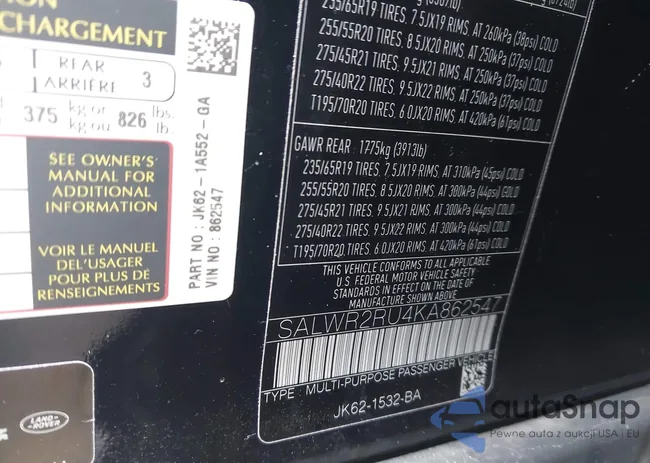 CHARGEMENT
REAR
ARRIÈRE 3
375 kg or 826 lbs.
kg ou lb.
SEE OWNER'S
MANUAL FOR
ADDITIONAL
INFORMATION
VOIR LE MANUEL
DEL'USAGER
POUR PLUS DE
RENSEIGNEMENTS
PART NO : JK62-1A552-GA
VIN NO : 862547
235/65R19 TIRES, 7.5JX19 RIMS, AT 260kPa (38psi) COLD
255/55R20 TIRES, 8.5JX20 RIMS, AT 250kPa (37psi) COLD
275/45R21 TIRES, 9.5JX21 RIMS, AT 250kPa (37psi) COLD
275/40R22 TIRES, 9.5JX22 RIMS, AT 250kPa (37psi) COLD
T195/70R20 TIRES, 6.0JX20 RIMS, AT 420kPa (61psi) COLD
GAWR REAR : 1775kg (3913lb)
235/65R19 TIRES, 7.5JX19 RIMS, AT 310kPa (45psi) COLD
255/55R20 TIRES, 8.5JX20 RIMS, AT 300kPa (44psi) COLD
275/45R21 TIRES, 9.5JX21 RIMS, AT 300kPa (44psi) COLD
275/40R22 TIRES, 9.5JX22 RIMS, AT 300kPa (44psi) COLD
T195/70R20 TIRES, 6.0JX20 RIMS, AT 420kPa (61psi) COLD
THIS VEHICLE CONFORMS TO ALL APPLICABLE
U.S. FEDERAL MOTOR VEHICLE SAFETY
STANDARDS IN EFFECT ON THE DATE OF
MANUFACTURE SHOWN ABOVE.
SALWR2RU4KA862547
TYPE : MULTI-PURPOSE PASSENGER VEHICLE
JK62-1532-BA
LAND-
ROVER
autoSnap
Pewne auta z aukcji USA | EU